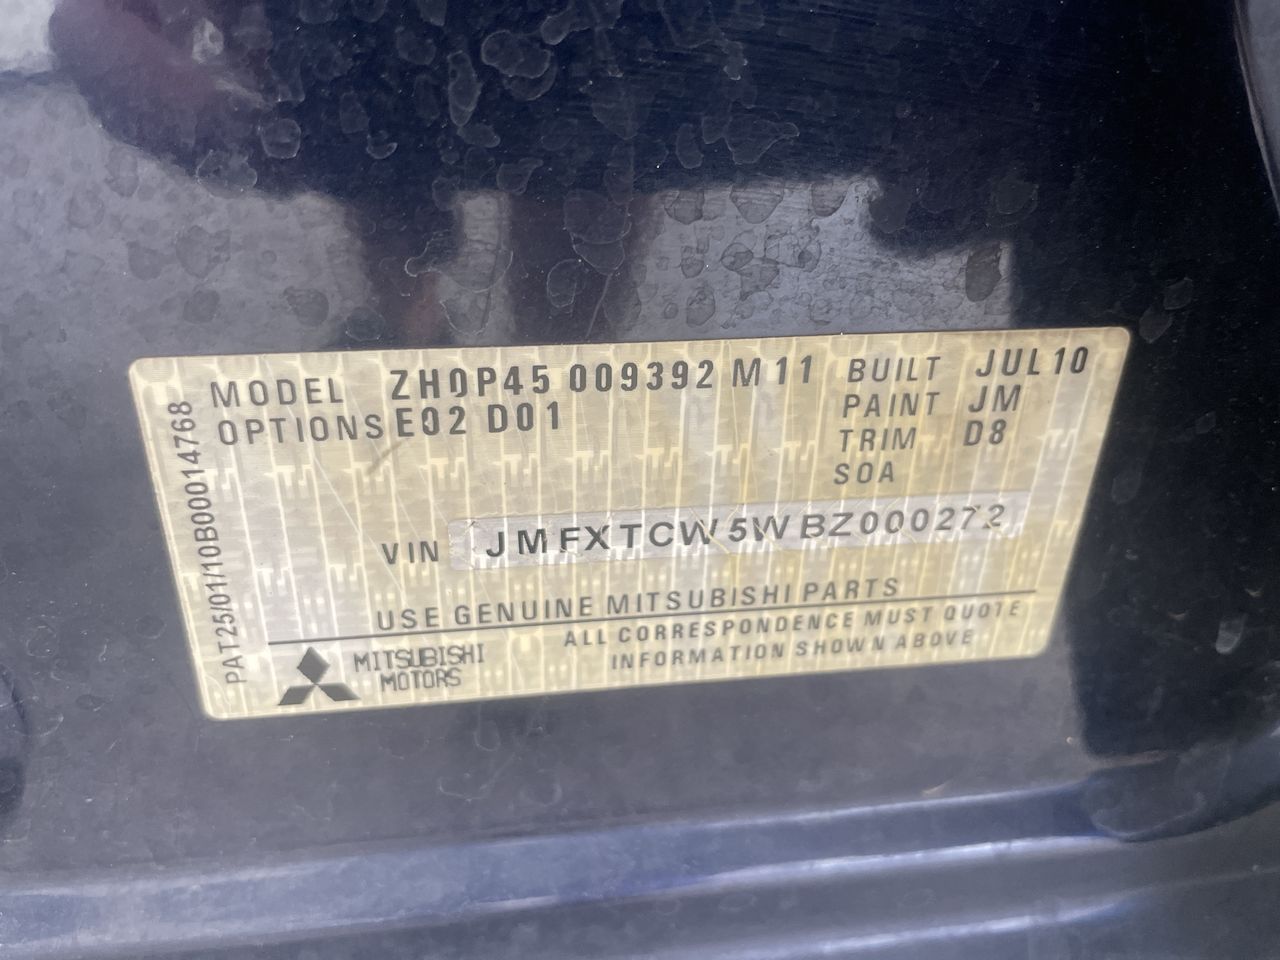 MODEL ZH0P45 009392 M11
OPTIONS E02 D01
BUILT JUL10
PAINT JM
TRIM D8
SOA
VIN JMFXTCW5WBZ000272
USE GENUINE MITSUBISHI PARTS
ALL CORRESPONDENCE MUST QUOTE
INFORMATION SHOWN ABOVE
MITSUBISHI
MOTORS
PAT25/01/10B00014768